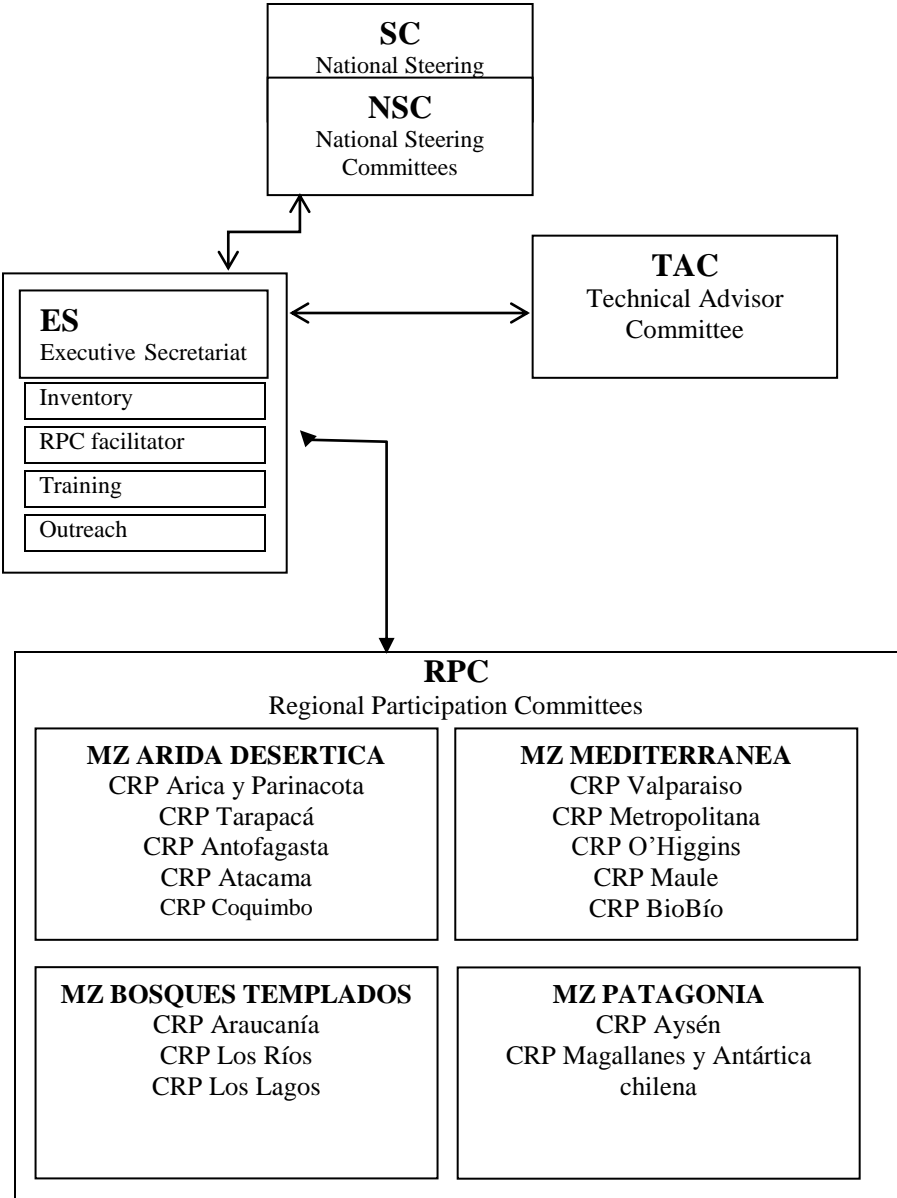 SC
National Steering
NSC
National Steering
Committees
TAC
Technical Advisor
Committee
ES
Executive Secretariat
Inventory
RPC facilitator
Training
Outreach
RPC
Regional Participation Committees
MZ ARIDA DESERTICA
CRP Arica y Parinacota
CRP Tarapacá
CRP Antofagasta
CRP Atacama
CRP Coquimbo
MZ MEDITERRANEA
CRP Valparaiso
CRP Metropolitana
CRP O’Higgins
CRP Maule
CRP BioBío
MZ BOSQUES TEMPLADOS
CRP Araucanía
CRP Los Ríos
CRP Los Lagos
MZ PATAGONIA
CRP Aysén
CRP Magallanes y Antártica
chilena